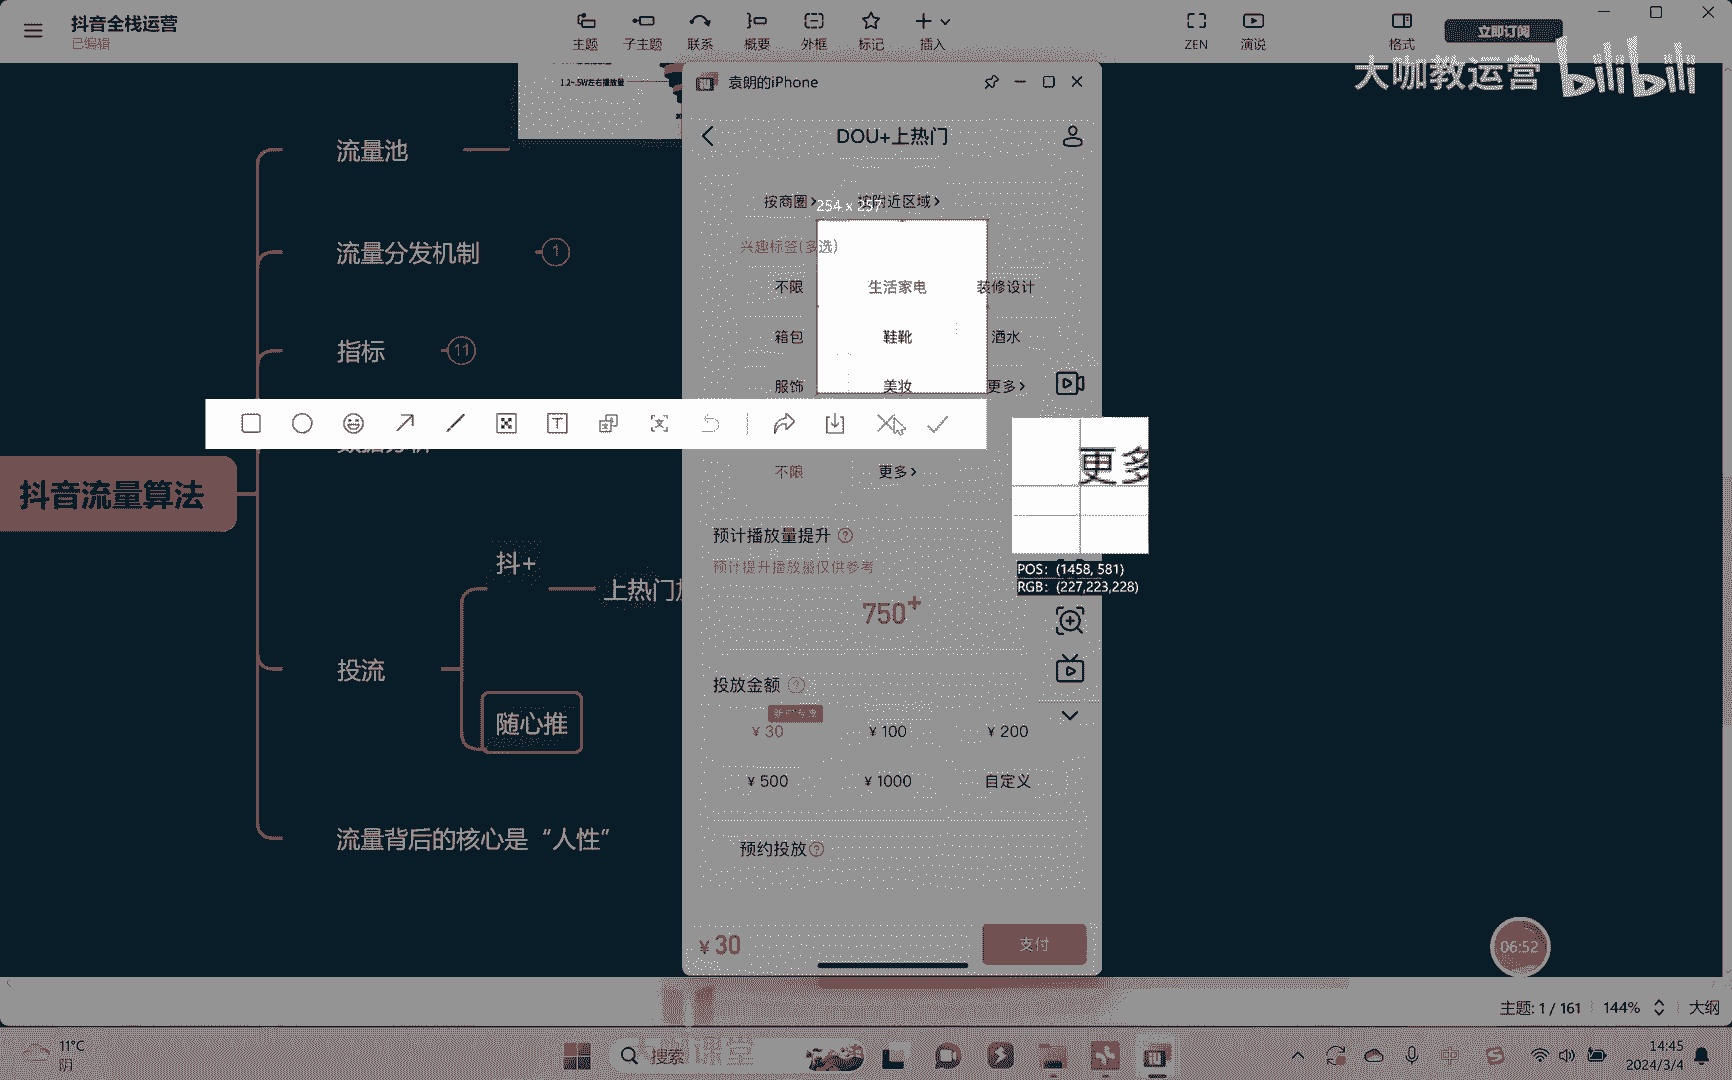 抖音全栈运营
已编辑
主题
子主题
联系
概要
外框
标记
插入
ZEN
演说
格式
立即订阅
大咖教运营
bilibili
1.2~.5W左右播放量
袁朗的iPhone
DOU+上热门
按商圈>
按附近区域>
254 x 257
兴趣标签(多选)
不限
生活家电
装修设计
箱包
鞋靴
酒水
服饰
美妆
更多>
不限
更多>
更多
POS: (1458, 581)
RGB: (227,223,228)
预计播放量提升
预计提升播放量仅供参考
750+
投放金额
¥30
¥100
¥200
¥500
¥1000
自定义
预约投放
¥30
支付
流量池
流量分发机制
1
指标
11
抖音流量算法
抖+
上热门
投流
随心推
流量背后的核心是“人性”
06:52
主题: 1 / 161
144%
大纲
11°C
阴
搜索
中
14:45
2024/3/4